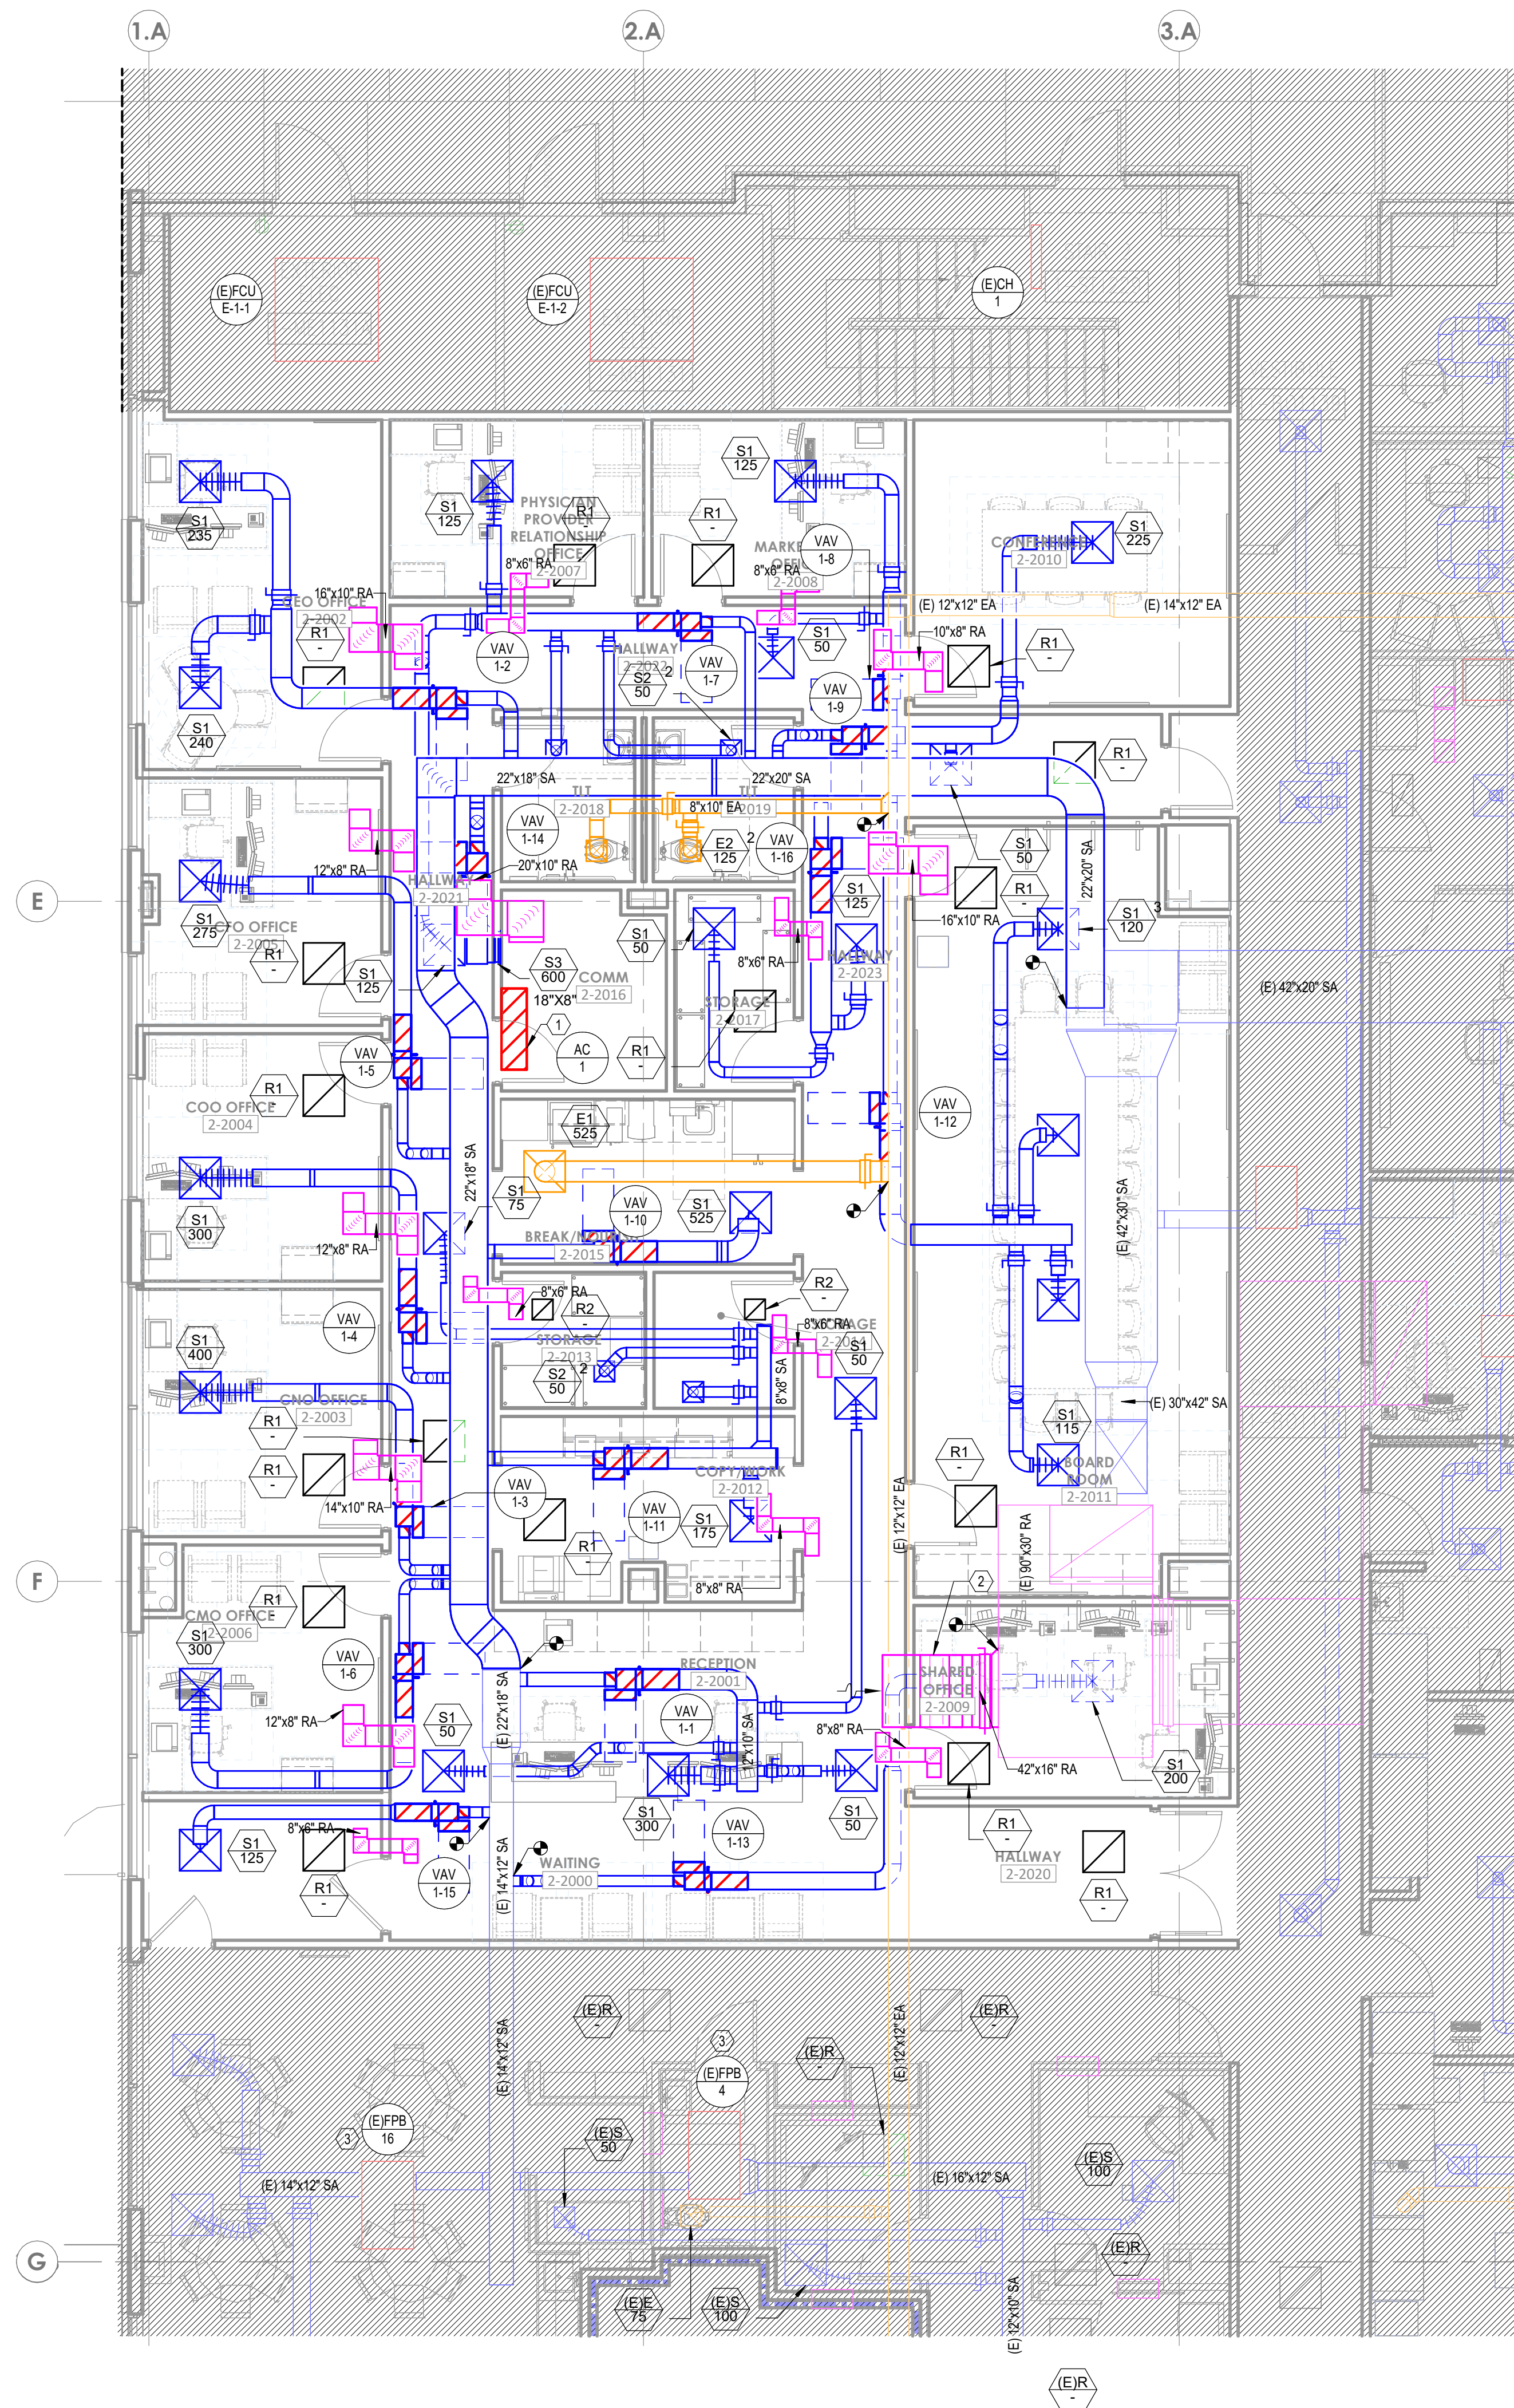 1.A
2.A
3.A
(E)FCU
E-1-1
(E)FCU
E-1-2
(E)CH
1
S1
235
S1
125
PHYSICIAN
PROVIDER
RELATIONSHIP
OFFICE
2-2007
R1
-
8"x6" RA
S1
125
R1
-
VAV
1-8
2-2008
8"x6" RA
S1
225
CONFERENCE
2-2010
CEO OFFICE
2-2002
16"x10" RA
R1
-
(E) 12"x12" EA
(E) 14"x12" EA
VAV
1-2
HALLWAY
2-2022
S2
50
2
VAV
1-7
S1
50
VAV
1-9
10"x8" RA
R1
-
S1
240
22"x18" SA
22"x20" SA
R1
-
TLT
2-2018
TLT
2-2019
8"x10" EA
VAV
1-14
E2
125
2
VAV
1-16
12"x8" RA
20"x10" RA
HALLWAY
2-2021
S1
50
22"x20" SA
R1
-
16"x10" RA
E
S1
275
CFO OFFICE
2-2005
R1
-
S1
125
S3
600
18"X8"
COMM
2-2016
S1
50
S1
125
8"x6" RA
HALLWAY
2-2023
STORAGE
2-2017
S1
120
3
(E) 42"x20" SA
1
AC
1
R1
-
VAV
1-5
COO OFFICE
2-2004
R1
-
E1
525
VAV
1-12
22"x18" SA
S1
75
VAV
1-10
S1
525
2-2015
(E) 42"x30" SA
S1
300
12"x8" RA
8"x6" RA
R2
-
R2
-
STORAGE
2-2013
8"x6" RA
2-2014
S1
50
VAV
1-4
S1
400
S2
50
2
8"x8" SA
CNO OFFICE
2-2003
R1
-
R1
-
14"x10" RA
VAV
1-3
COPY/WORK
2-2012
VAV
1-11
S1
175
R1
-
8"x8" RA
(E) 30"x42" SA
S1
115
BOARD
ROOM
2-2011
R1
-
(E) 12"x12" EA
(E) 90"x30" RA
F
CMO OFFICE
2-2006
R1
-
S1
300
VAV
1-6
12"x8" RA
S1
50
(E) 22"x18" SA
RECEPTION
2-2001
VAV
1-1
12"x10" SA
2
SHARED
OFFICE
2-2009
8"x8" RA
42"x16" RA
S1
200
S1
300
S1
50
VAV
1-13
R1
-
HALLWAY
2-2020
R1
-
8"x6" RA
S1
125
R1
-
VAV
1-15
(E) 14"x12" SA
WAITING
2-2000
(E) 14"x12" SA
(E)R
-
(E)R
-
3
(E)FPB
4
(E)R
-
(E) 12"x12" EA
(E)FPB
16
3
(E)S
50
(E)S
100
(E) 14"x12" SA
(E) 16"x12" SA
(E)R
-
G
(E)E
75
(E)S
100
(E) 12"x10" SA
(E)R
-